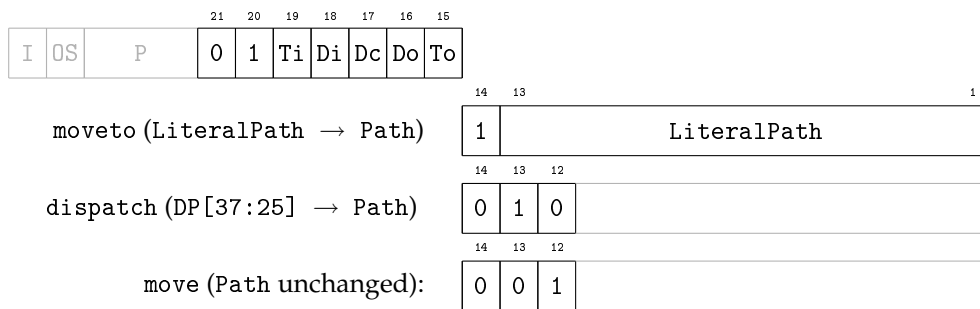 21 20 19 18 17 16 15
I OS P 0 1 Ti Di Dc Do To
14 13 1
moveto (LiteralPath → Path) 1 LiteralPath
14 13 12
dispatch (DP[37:25] → Path) 0 1 0
14 13 12
move (Path unchanged): 0 0 1